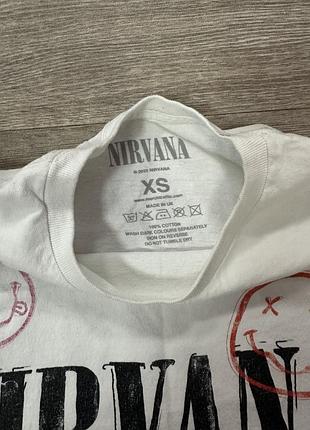 NIRVANA
© 2022 NIRVANA
XS
MADE IN UK
100% COTTON
WASH DARK COLOURS SEPARATELY
IRON ON REVERSE
DO NOT TUMBLE DRY
NIRVAN